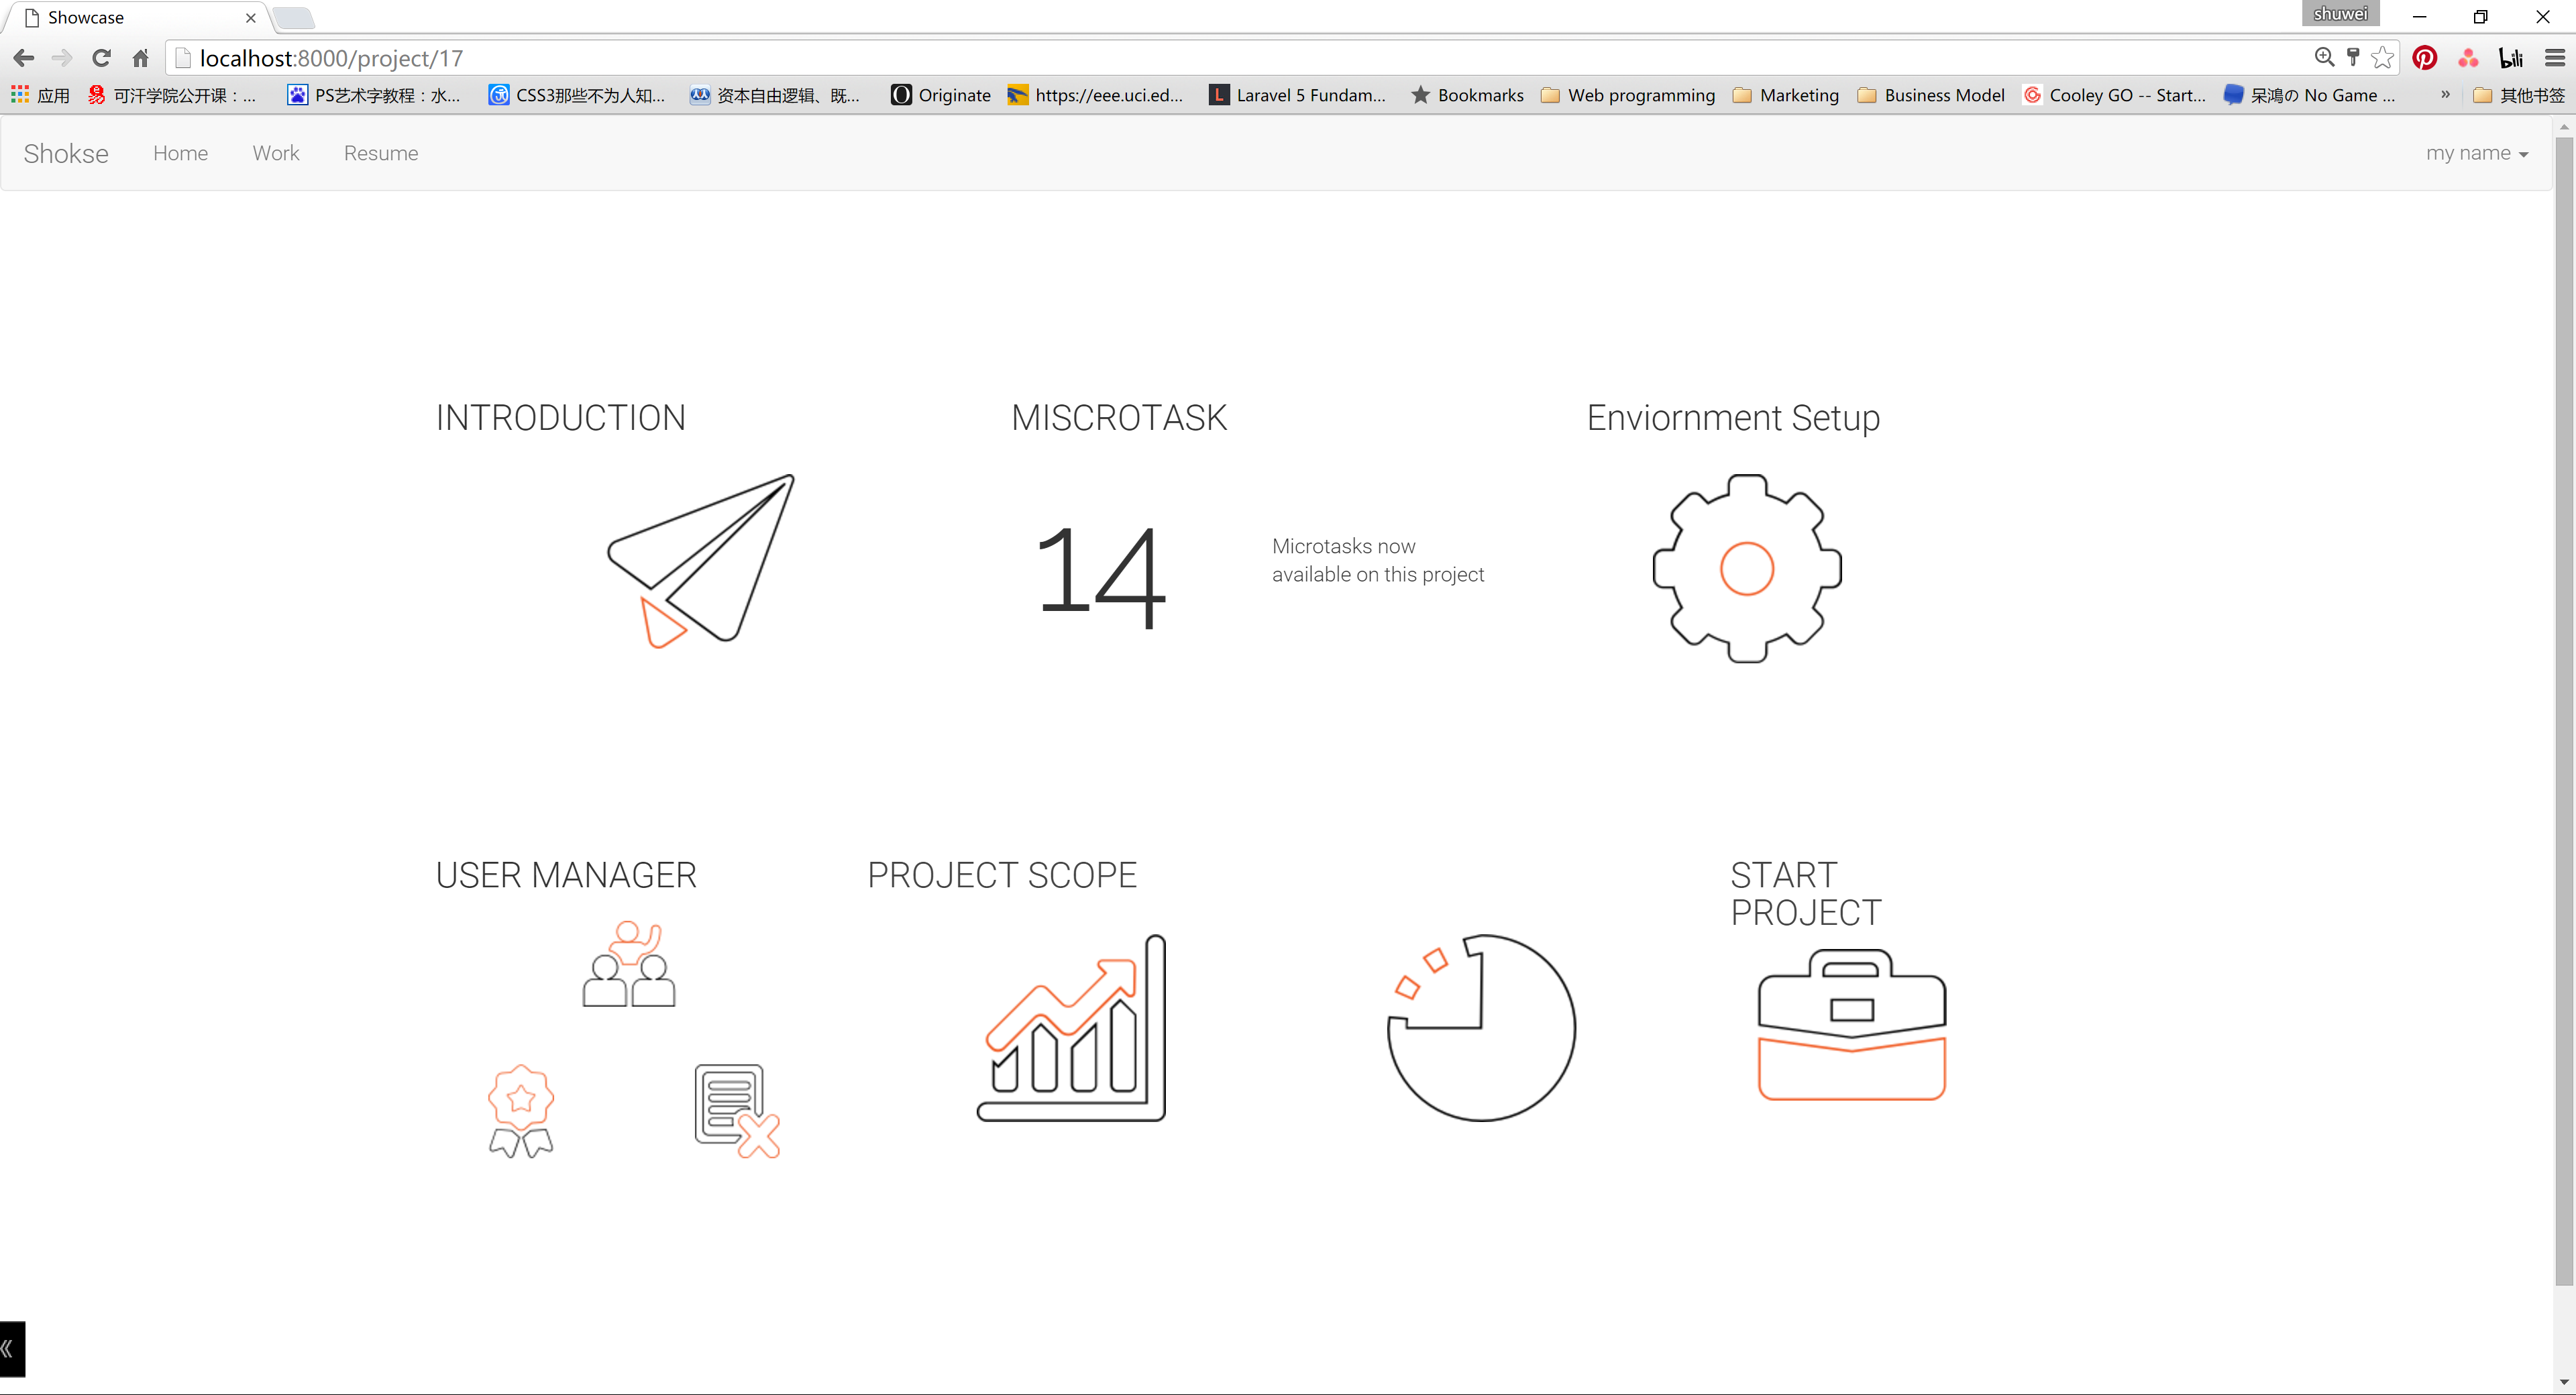 Showcase
shuwei
localhost:8000/project/17
bili
应用
可汗学院公开课：...
PS艺术字教程：水...
CSS3那些不为人知...
资本自由逻辑、既...
Originate
https://eee.uci.ed...
Laravel 5 Fundam...
Bookmarks
Web programming
Marketing
Business Model
Cooley GO -- Start...
呆鴻の No Game ...
其他书签
Shokse
Home
Work
Resume
my name
INTRODUCTION
MISCROTASK
Enviornment Setup
14
Microtasks now
available on this project
USER MANAGER
PROJECT SCOPE
START
PROJECT